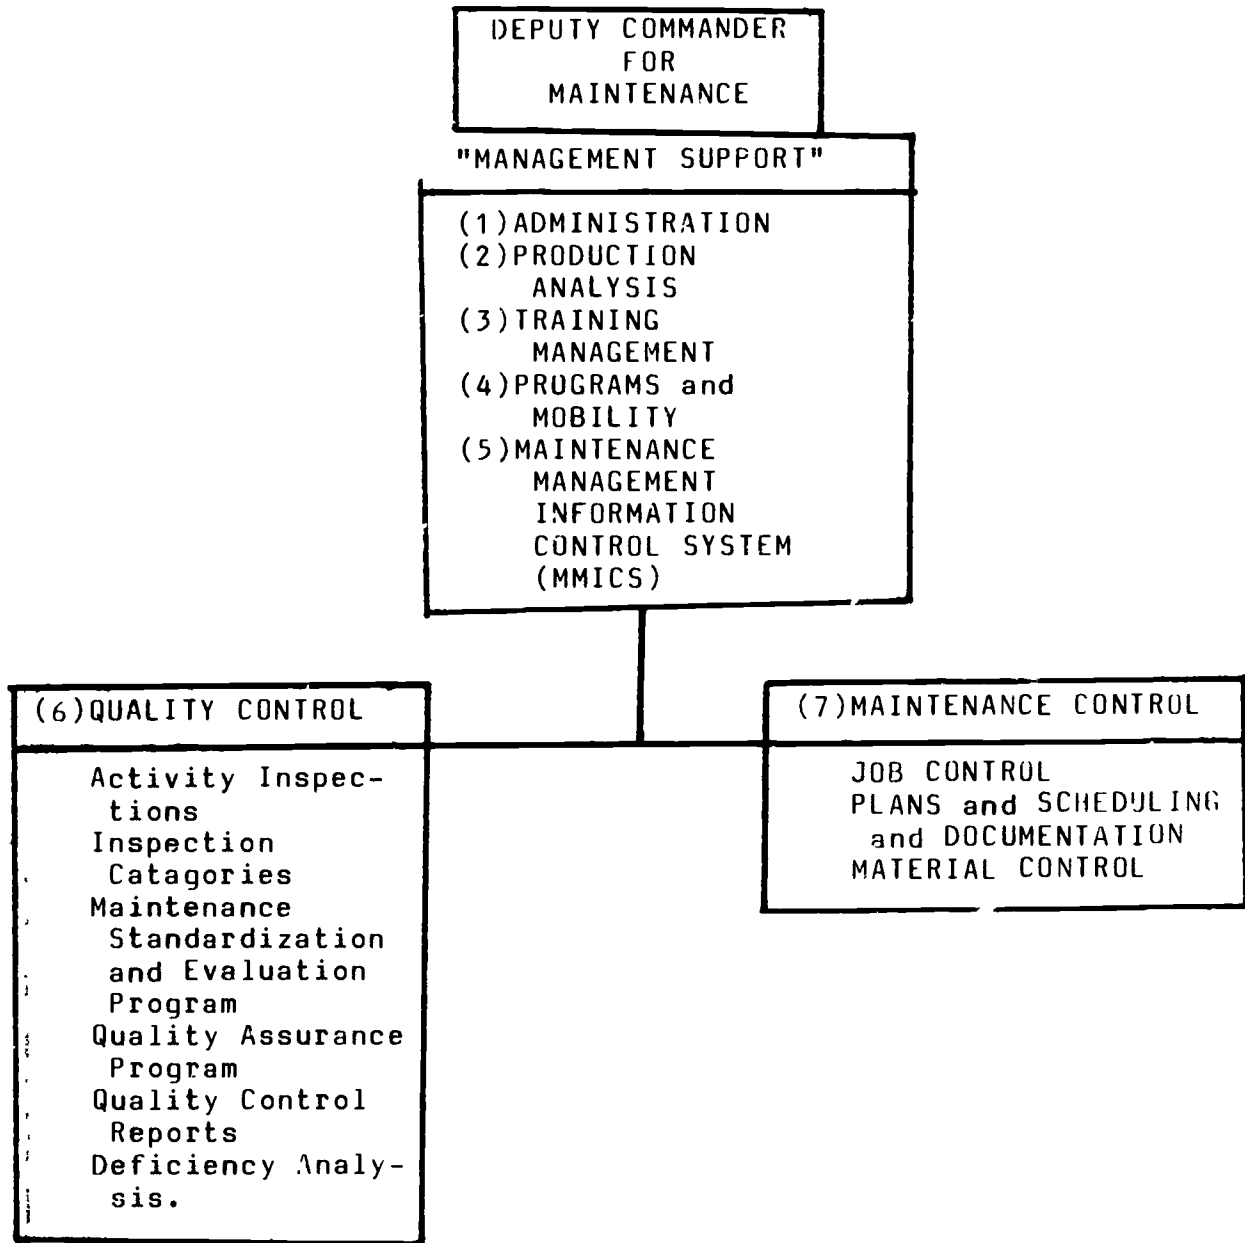 DEPUTY COMMANDER
FOR
MAINTENANCE
"MANAGEMENT SUPPORT"
(1)ADMINISTRATION
(2)PRODUCTION
ANALYSIS
(3)TRAINING
MANAGEMENT
(4)PROGRAMS and
MOBILITY
(5)MAINTENANCE
MANAGEMENT
INFORMATION
CONTROL SYSTEM
(MMICS)
(6)QUALITY CONTROL
Activity Inspec-
tions
Inspection
Catagories
Maintenance
Standardization
and Evaluation
Program
Quality Assurance
Program
Quality Control
Reports
Deficiency Analy-
sis.
(7)MAINTENANCE CONTROL
JOB CONTROL
PLANS and SCHEDULING
and DOCUMENTATION
MATERIAL CONTROL